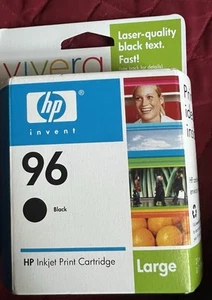 vivera
Laser-quality
black text.
Fast!
hp
invent
96
Black
HP Inkjet Print Cartridge
Large